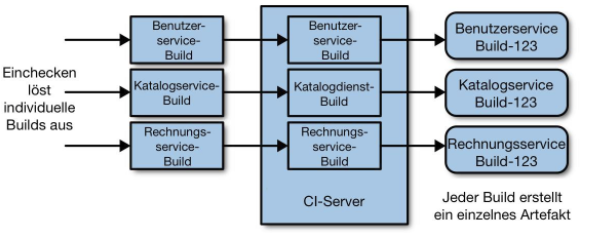 Einchecken
löst
individuelle
Builds aus
Benutzer-
service-
Build
Benutzer-
service-
Build
Benutzerservice
Build-123
Katalogservice-
Build
Katalogdienst-
Build
Katalogservice
Build-123
Rechnungs-
service-
Build
Rechnungs-
service-
Build
Rechnungsservice
Build-123
CI-Server
Jeder Build erstellt
ein einzelnes Artefakt